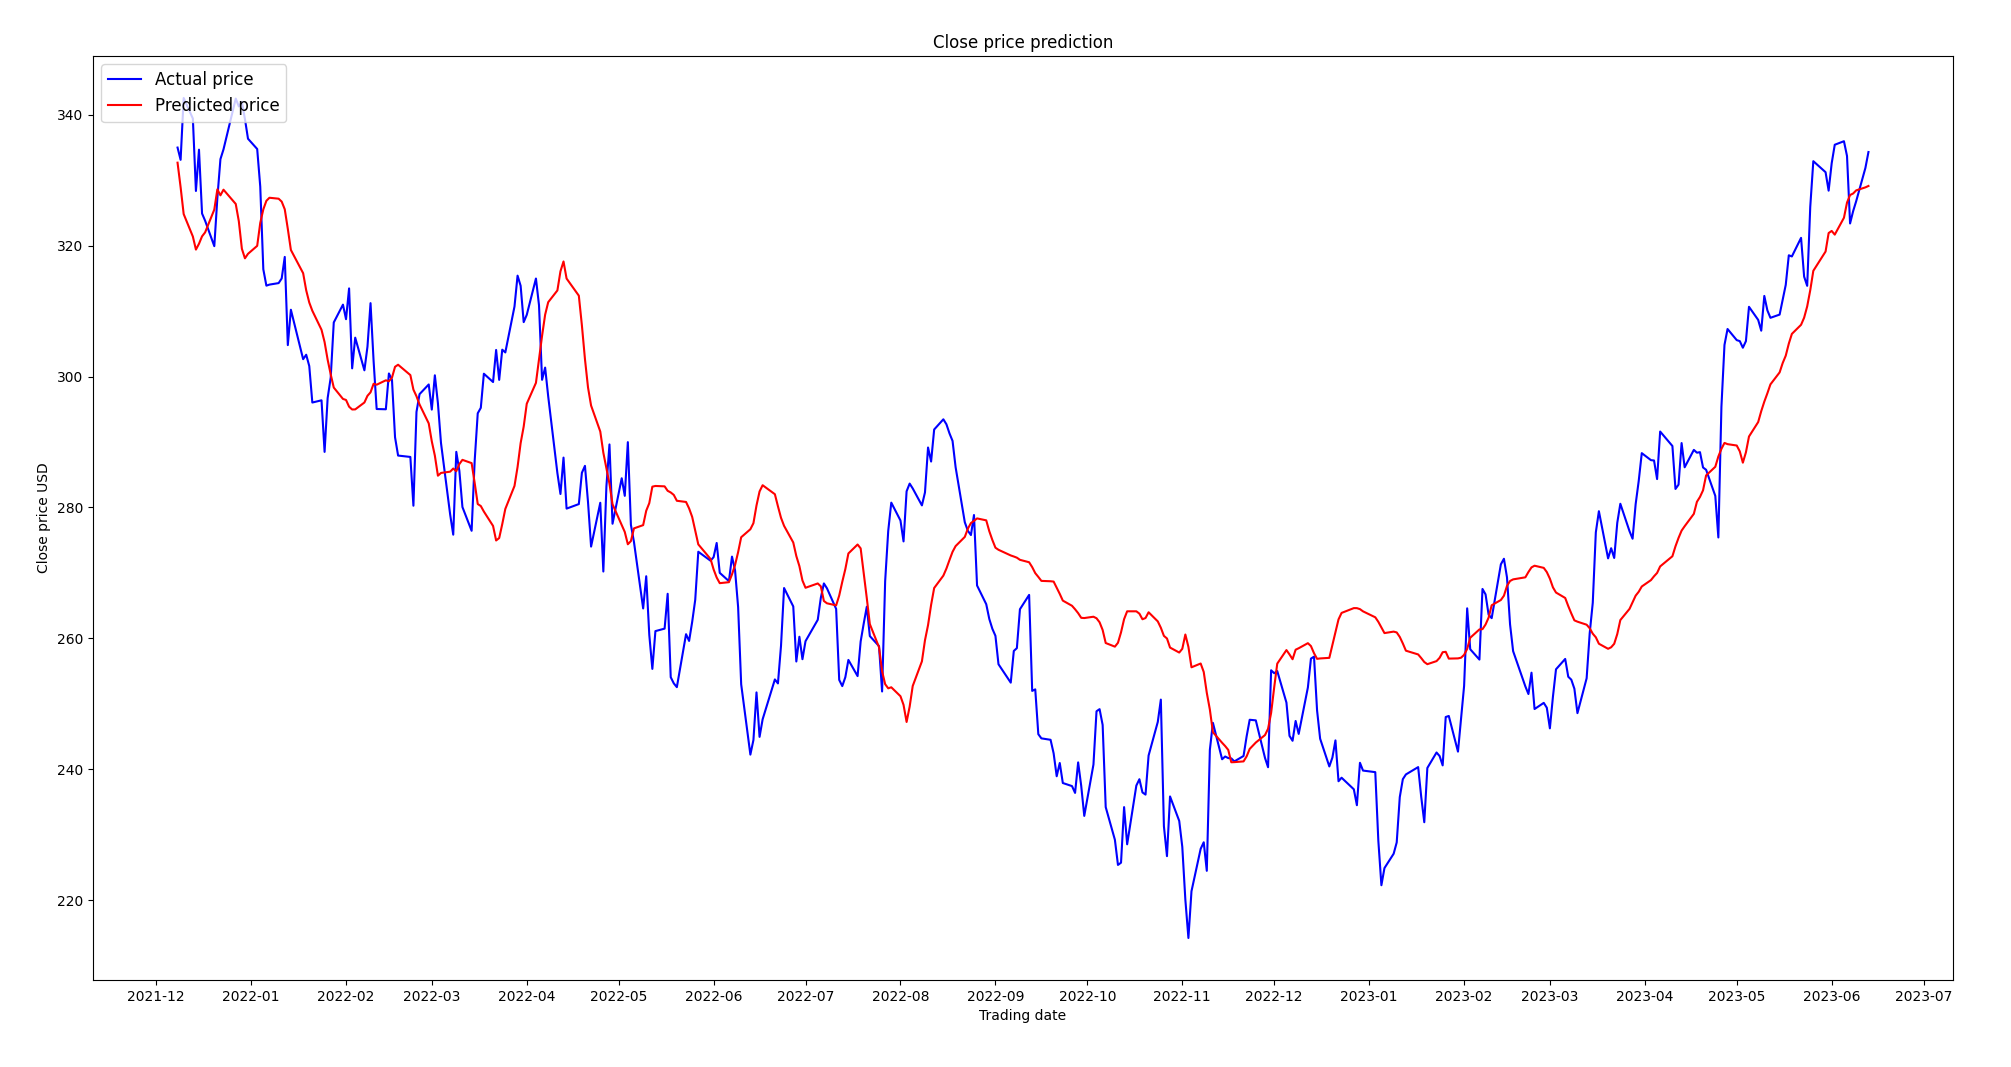 Close price prediction
Actual price
Predicted price
340
320
300
280
260
240
220
Close price USD
2021-12 2022-01 2022-02 2022-03 2022-04 2022-05 2022-06 2022-07 2022-08 2022-09 2022-10 2022-11 2022-12 2023-01 2023-02 2023-03 2023-04 2023-05 2023-06 2023-07
Trading date